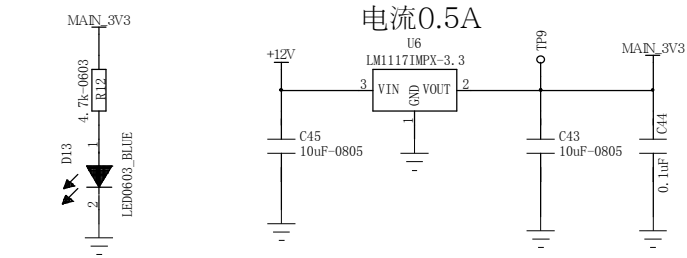 电流0.5A
MAIN_3V3
4.7k-0603
R12
D13
1
2
LED0603_BLUE
+12V
U6
LM1117IMPX-3.3
3
VIN
GND
VOUT
2
1
C45
10uF-0805
TP9
C43
10uF-0805
MAIN_3V3
C44
0.1uF